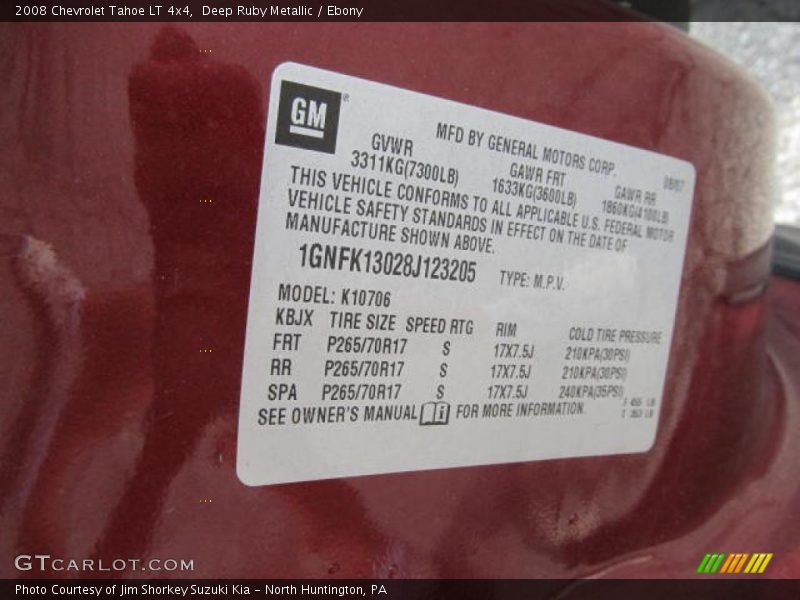 2008 Chevrolet Tahoe LT 4x4,  Deep Ruby Metallic / Ebony
GM®
MFD BY GENERAL MOTORS CORP.
08/07
GVWR GAWR FRT GAWR RR
3311KG(7300LB) 1633KG(3600LB) 1860KG(4100LB)
THIS VEHICLE CONFORMS TO ALL APPLICABLE U.S. FEDERAL MOTOR
VEHICLE SAFETY STANDARDS IN EFFECT ON THE DATE OF
MANUFACTURE SHOWN ABOVE.
1GNFK13028J123205 TYPE: M.P.V.
MODEL: K10706
KBJX TIRE SIZE SPEED RTG RIM COLD TIRE PRESSURE
FRT P265/70R17 S 17X7.5J 210KPA(30PSI)
RR P265/70R17 S 17X7.5J 210KPA(30PSI)
SPA P265/70R17 S 17X7.5J 240KPA(35PSI)
SEE OWNER'S MANUAL i FOR MORE INFORMATION.
GTCARLOT.COM
Photo Courtesy of Jim Shorkey Suzuki Kia - North Huntington, PA